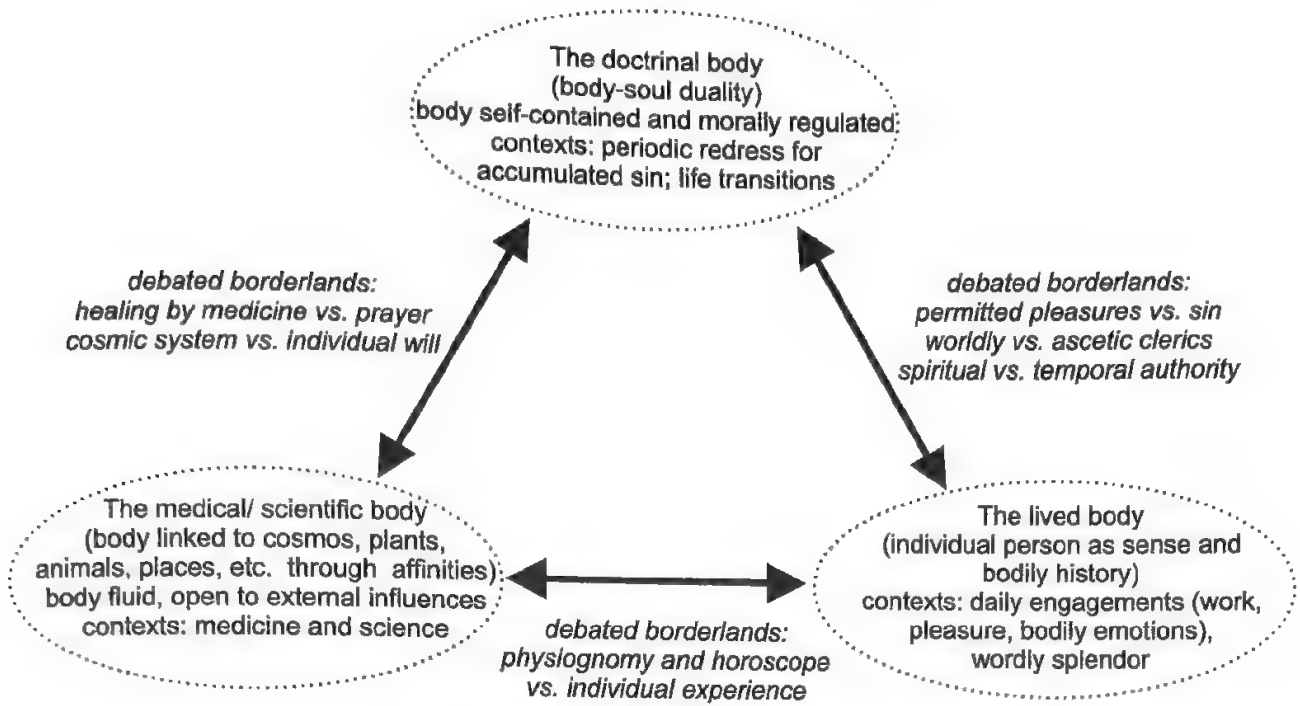 The doctrinal body
(body-soul duality)
body self-contained and morally regulated
contexts: periodic redress for
accumulated sin; life transitions
debated borderlands:
healing by medicine vs. prayer
cosmic system vs. individual will
debated borderlands:
permitted pleasures vs. sin
worldly vs. ascetic clerics
spiritual vs. temporal authority
The medical/ scientific body
(body linked to cosmos, plants,
animals, places, etc. through affinities)
body fluid, open to external influences
contexts: medicine and science
The lived body
(individual person as sense and
bodily history)
contexts: daily engagements (work,
pleasure, bodily emotions),
wordly splendor
debated borderlands:
physiognomy and horoscope
vs. individual experience